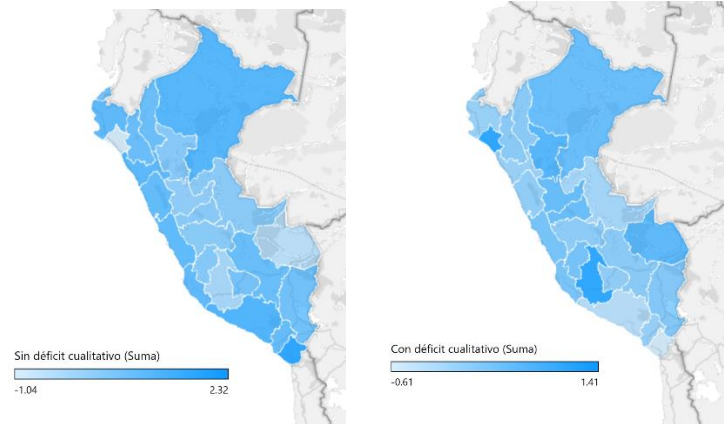 Sin déficit cualitativo (Suma)
-1.04 2.32
Con déficit cualitativo (Suma)
-0.61 1.41